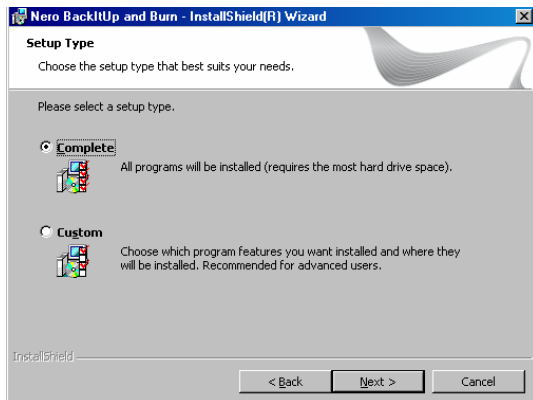 Nero BackItUp and Burn - InstallShield(R) Wizard
Setup Type
Choose the setup type that best suits your needs.
Please select a setup type.
Complete
All programs will be installed (requires the most hard drive space).
Custom
Choose which program features you want installed and where they
will be installed. Recommended for advanced users.
InstallShield
< Back Next > Cancel